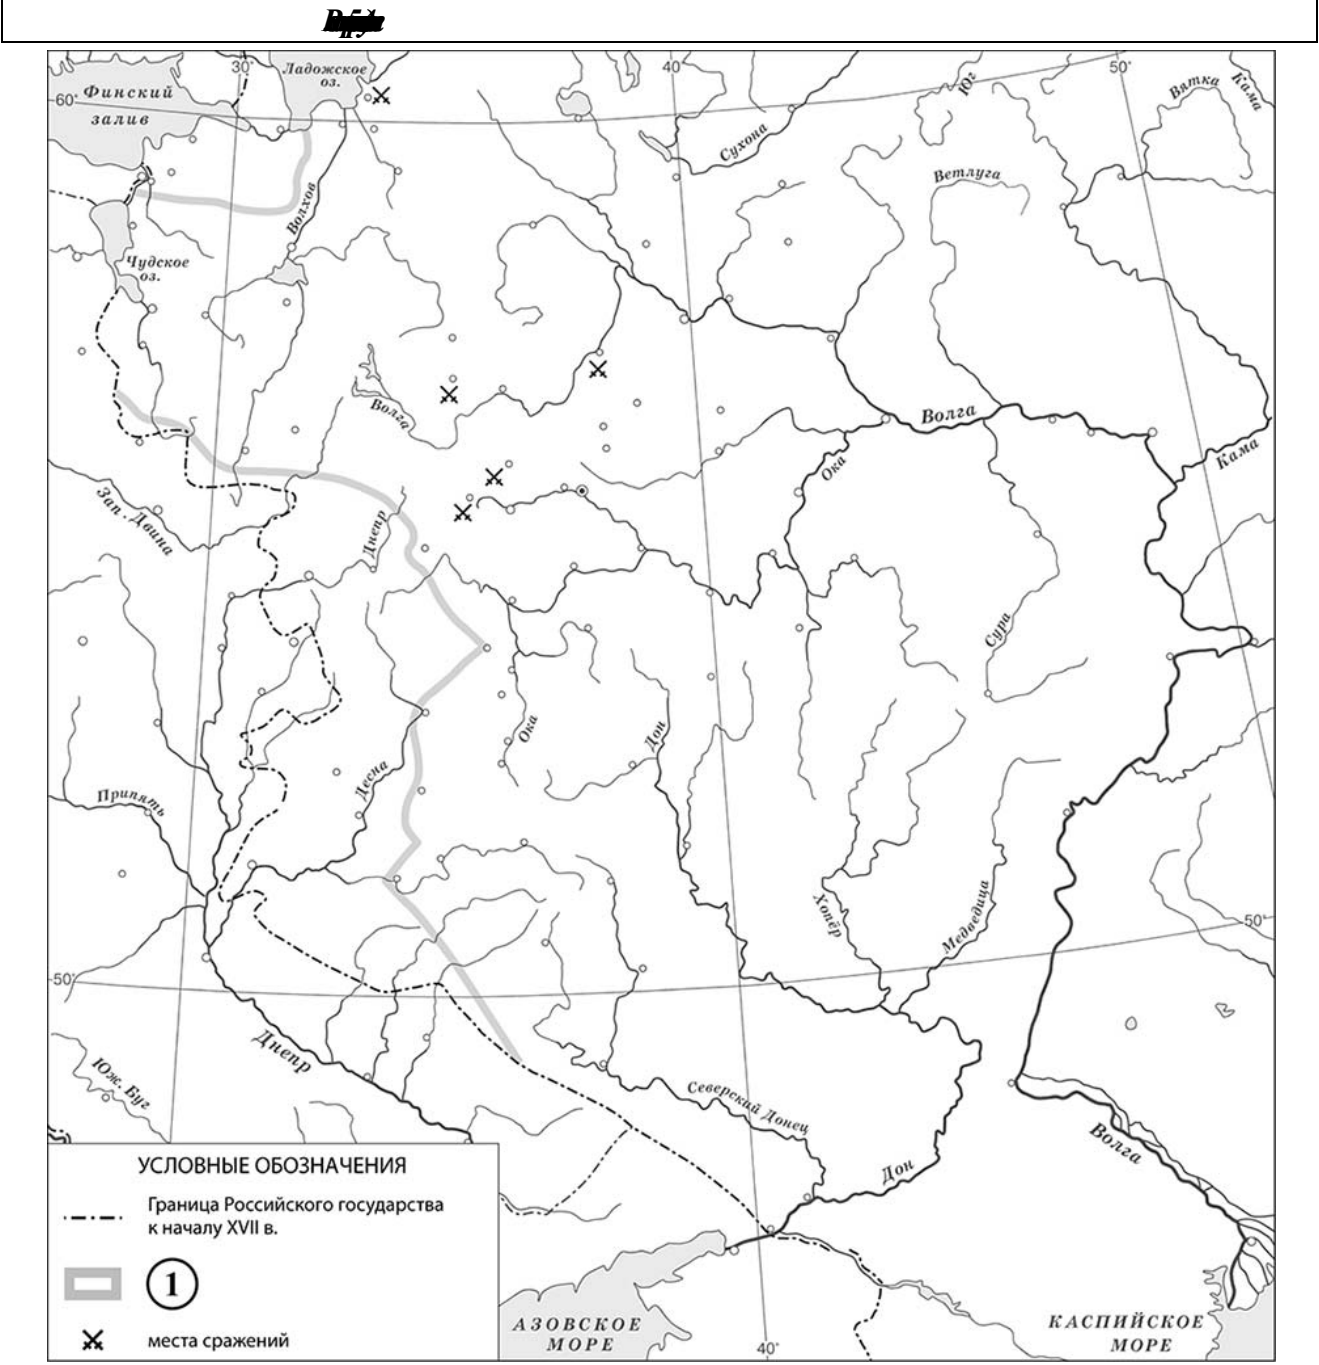 30°
Ладожское
оз.
40°
50°
Финский
залив
60°
Юг
Вятка
Кама
Сухона
Ветлуга
Волхов
Чудское
оз.
Волга
Волга
Ока
Кама
Зап. Двина
Днепр
Сура
Ока
Дон
Десна
Припять
Хопёр
Медведица
50°
50°
Днепр
Юж. Буг
Северский Донец
Волга
Дон
УСЛОВНЫЕ ОБОЗНАЧЕНИЯ
Граница Российского государства
к началу XVII в.
1
места сражений
АЗОВСКОЕ
МОРЕ
КАСПИЙСКОЕ
МОРЕ
40°